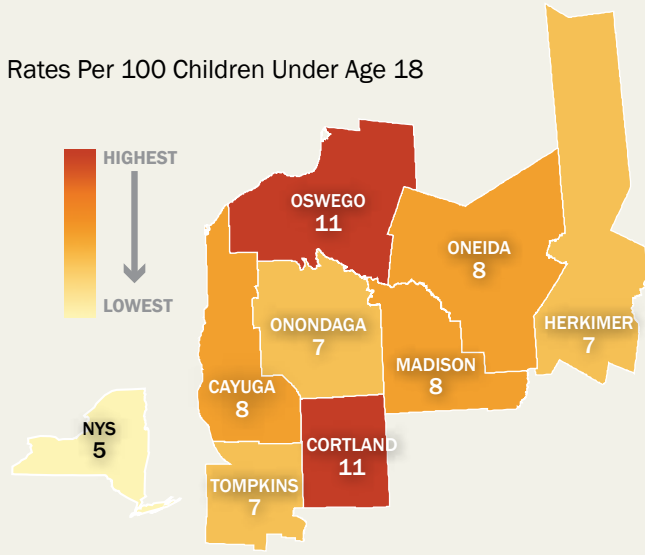 Rates Per 100 Children Under Age 18
HIGHEST
LOWEST
OSWEGO
11
ONEIDA
8
HERKIMER
7
ONONDAGA
7
MADISON
8
CAYUGA
8
CORTLAND
11
TOMPKINS
7
NYS
5